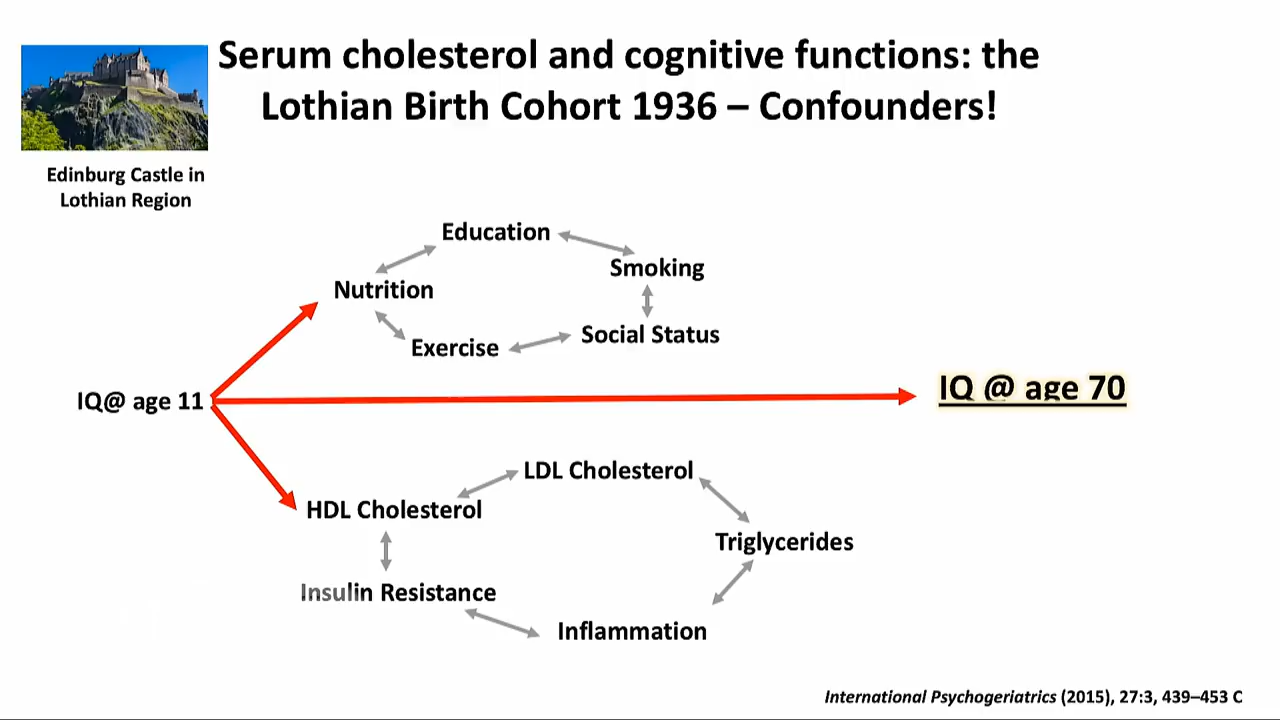 Serum cholesterol and cognitive functions: the
Lothian Birth Cohort 1936 – Confounders!
Edinburg Castle in
Lothian Region
Education
Smoking
Nutrition
Social Status
Exercise
IQ@ age 11
IQ @ age 70
LDL Cholesterol
HDL Cholesterol
Triglycerides
Insulin Resistance
Inflammation
International Psychogeriatrics (2015), 27:3, 439–453 C